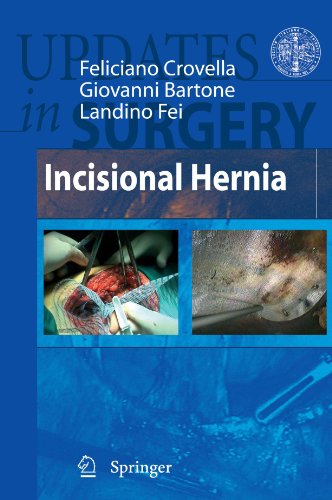 UPDATES
in SURGERY
Feliciano Crovella
Giovanni Bartone
Landino Fei
Incisional Hernia
Springer